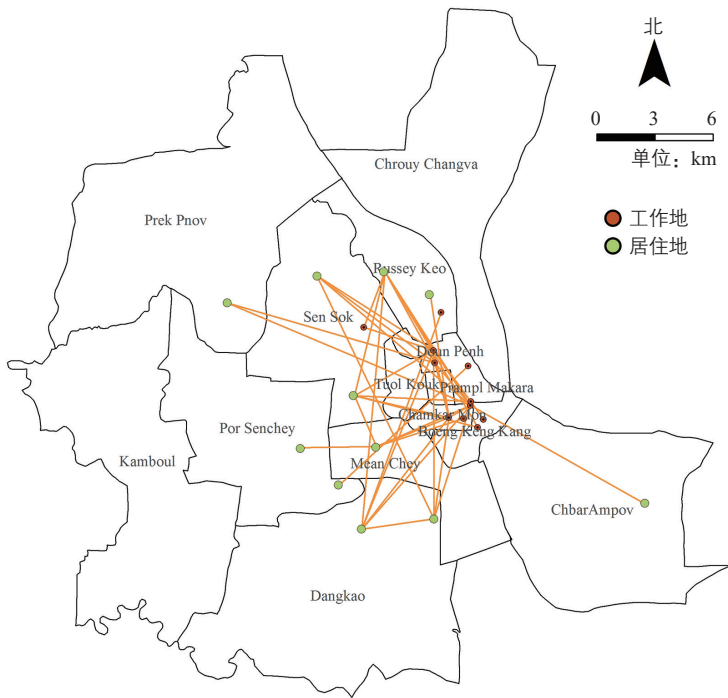 北
0 3 6
单位：km
Chrouy Changva
Prek Pnov
工作地
居住地
Russey Keo
Sen Sok
Doun Penh
Tuol Kouk
Prampl Makara
Chamkar Mon
Boeng Keng Kang
Por Senchey
Kamboul
Mean Chey
ChbarAmpov
Dangkao